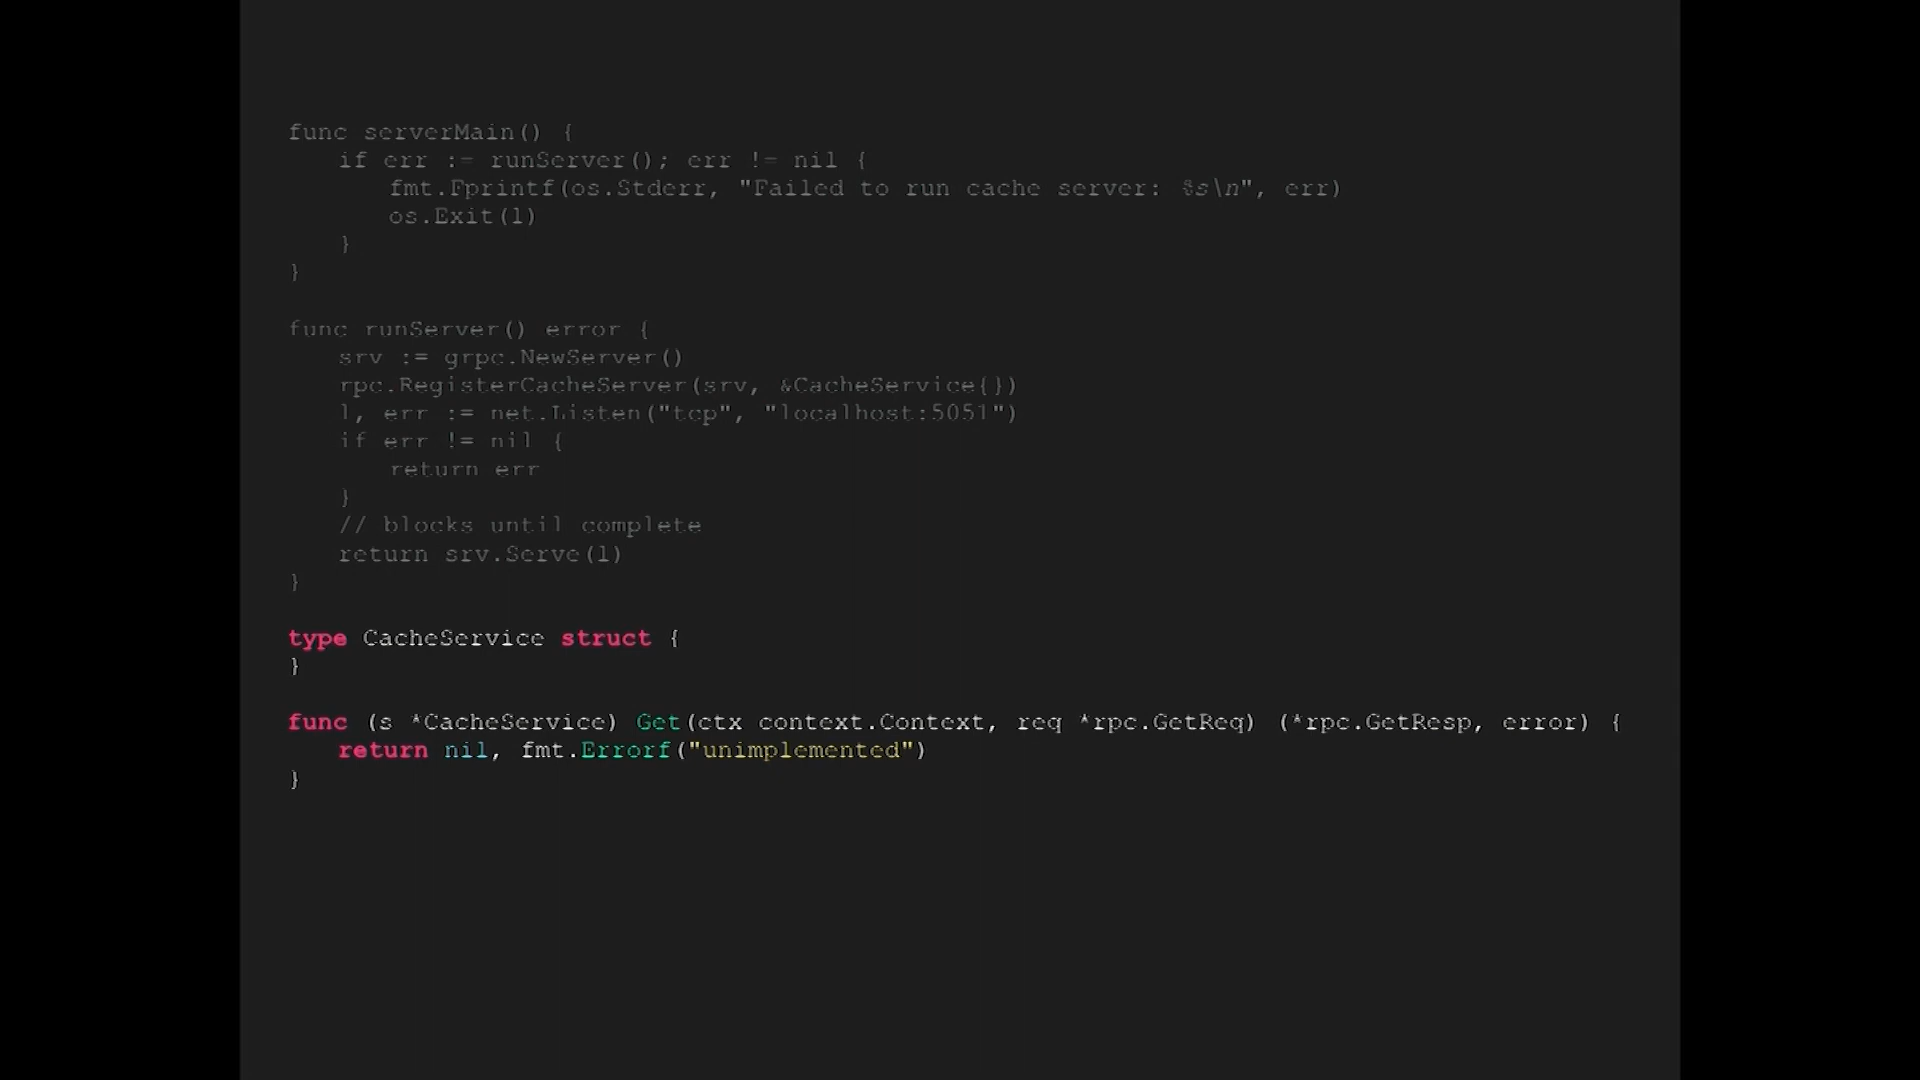 func serverMain() {
    if err := runServer(); err != nil {
        fmt.Fprintf(os.Stderr, "Failed to run cache server: %s\n", err)
        os.Exit(1)
    }
}

func runServer() error {
    srv := grpc.NewServer()
    rpc.RegisterCacheServer(srv, &CacheService{})
    l, err := net.Listen("tcp", "localhost:5051")
    if err != nil {
        return err
    }
    // blocks until complete
    return srv.Serve(l)
}

type CacheService struct {
}

func (s *CacheService) Get(ctx context.Context, req *rpc.GetReq) (*rpc.GetResp, error) {
    return nil, fmt.Errorf("unimplemented")
}